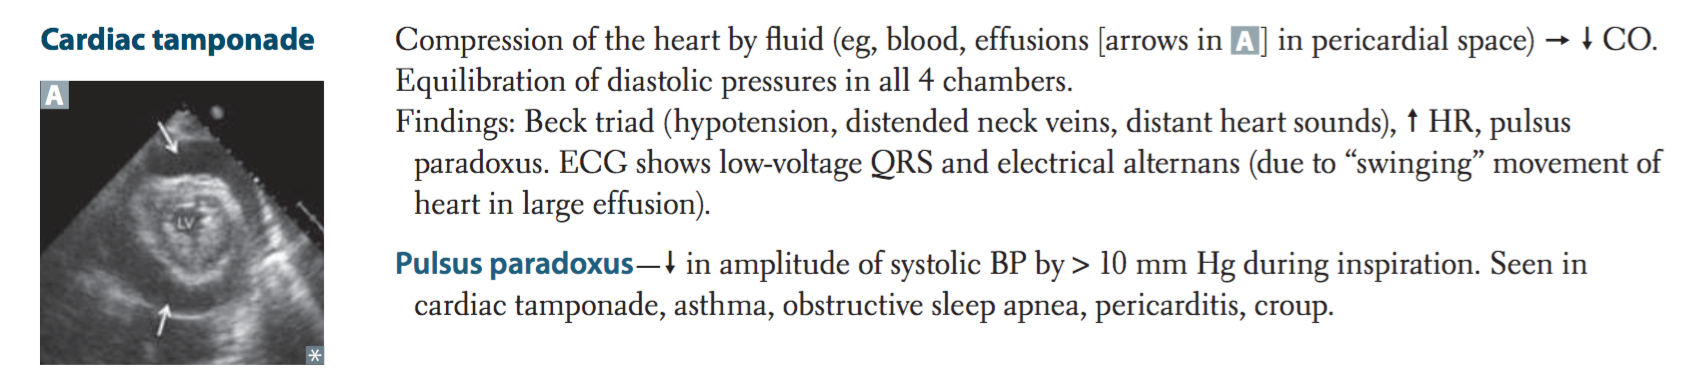 Cardiac tamponade
A
LV
*
Compression of the heart by fluid (eg, blood, effusions [arrows in A] in pericardial space) → ↓ CO.
Equilibration of diastolic pressures in all 4 chambers.
Findings: Beck triad (hypotension, distended neck veins, distant heart sounds), ↑ HR, pulsus
paradoxus. ECG shows low-voltage QRS and electrical alternans (due to “swinging” movement of
heart in large effusion).
Pulsus paradoxus—↓ in amplitude of systolic BP by > 10 mm Hg during inspiration. Seen in
cardiac tamponade, asthma, obstructive sleep apnea, pericarditis, croup.